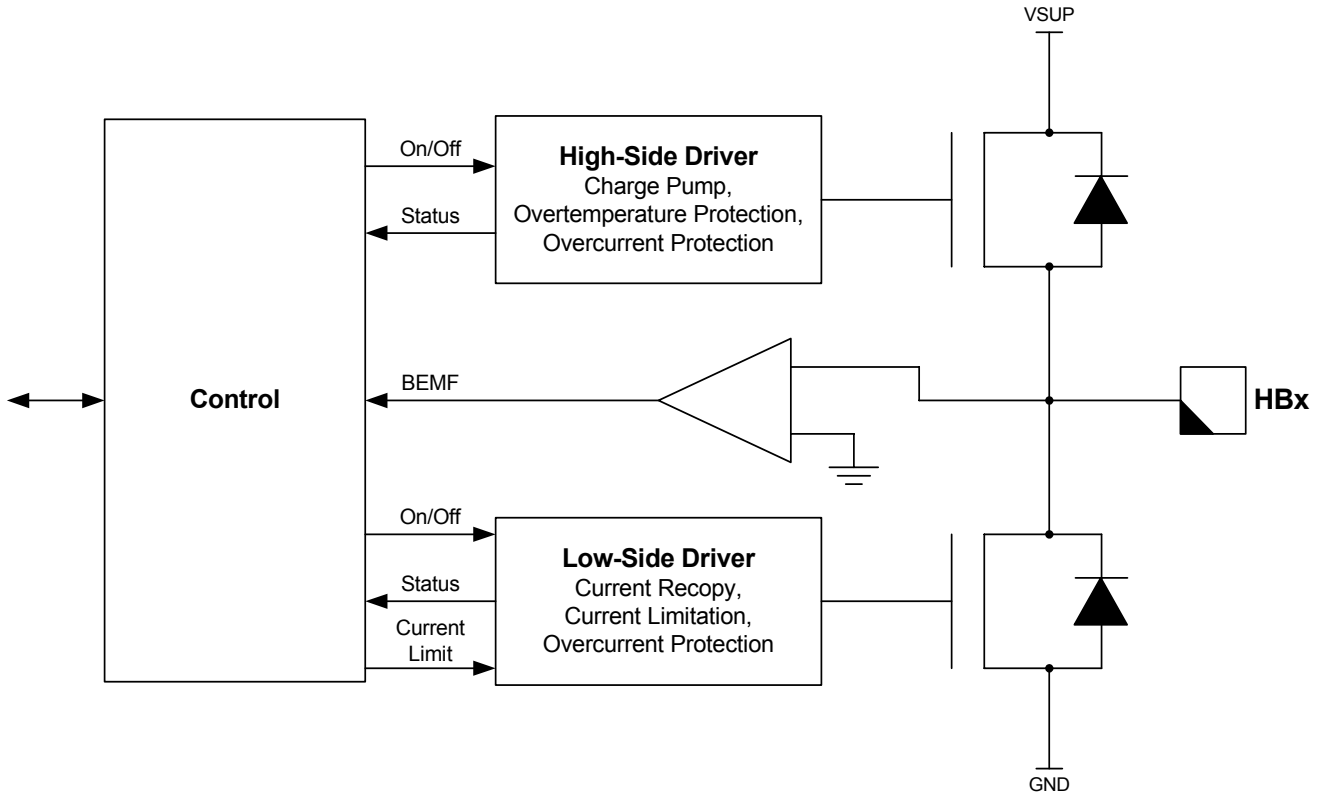 VSUP
On/Off
Status
High-Side Driver
Charge Pump,
Overtemperature Protection,
Overcurrent Protection
Control
BEMF
HBx
On/Off
Status
Current
Limit
Low-Side Driver
Current Recopy,
Current Limitation,
Overcurrent Protection
GND